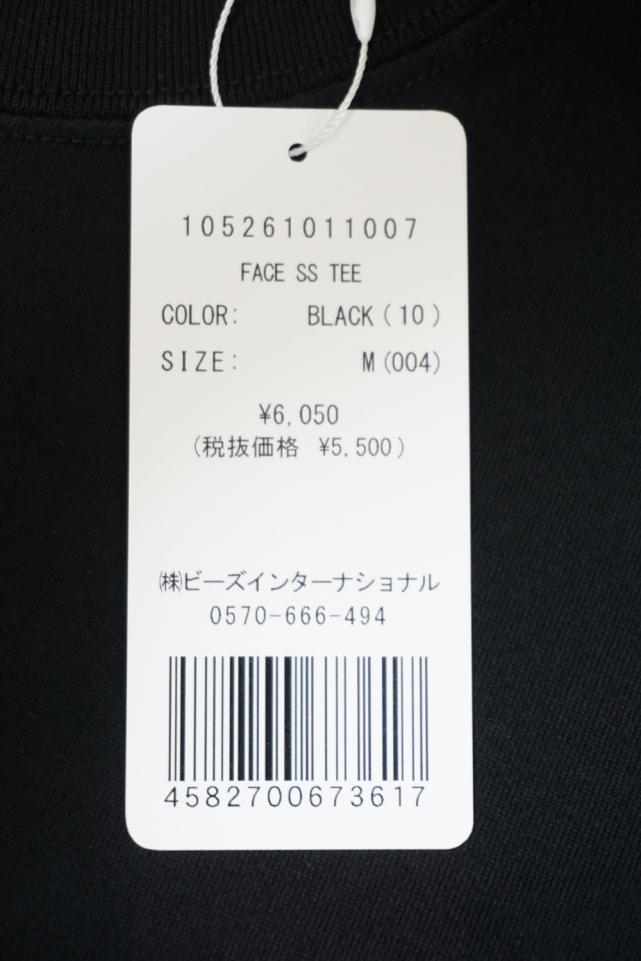 105261011007
FACE SS TEE
COLOR: BLACK(10)
SIZE: M(004)
¥6,050
(税抜価格 ¥5,500)
㈱ビーズインターナショナル
0570-666-494
4582700673617